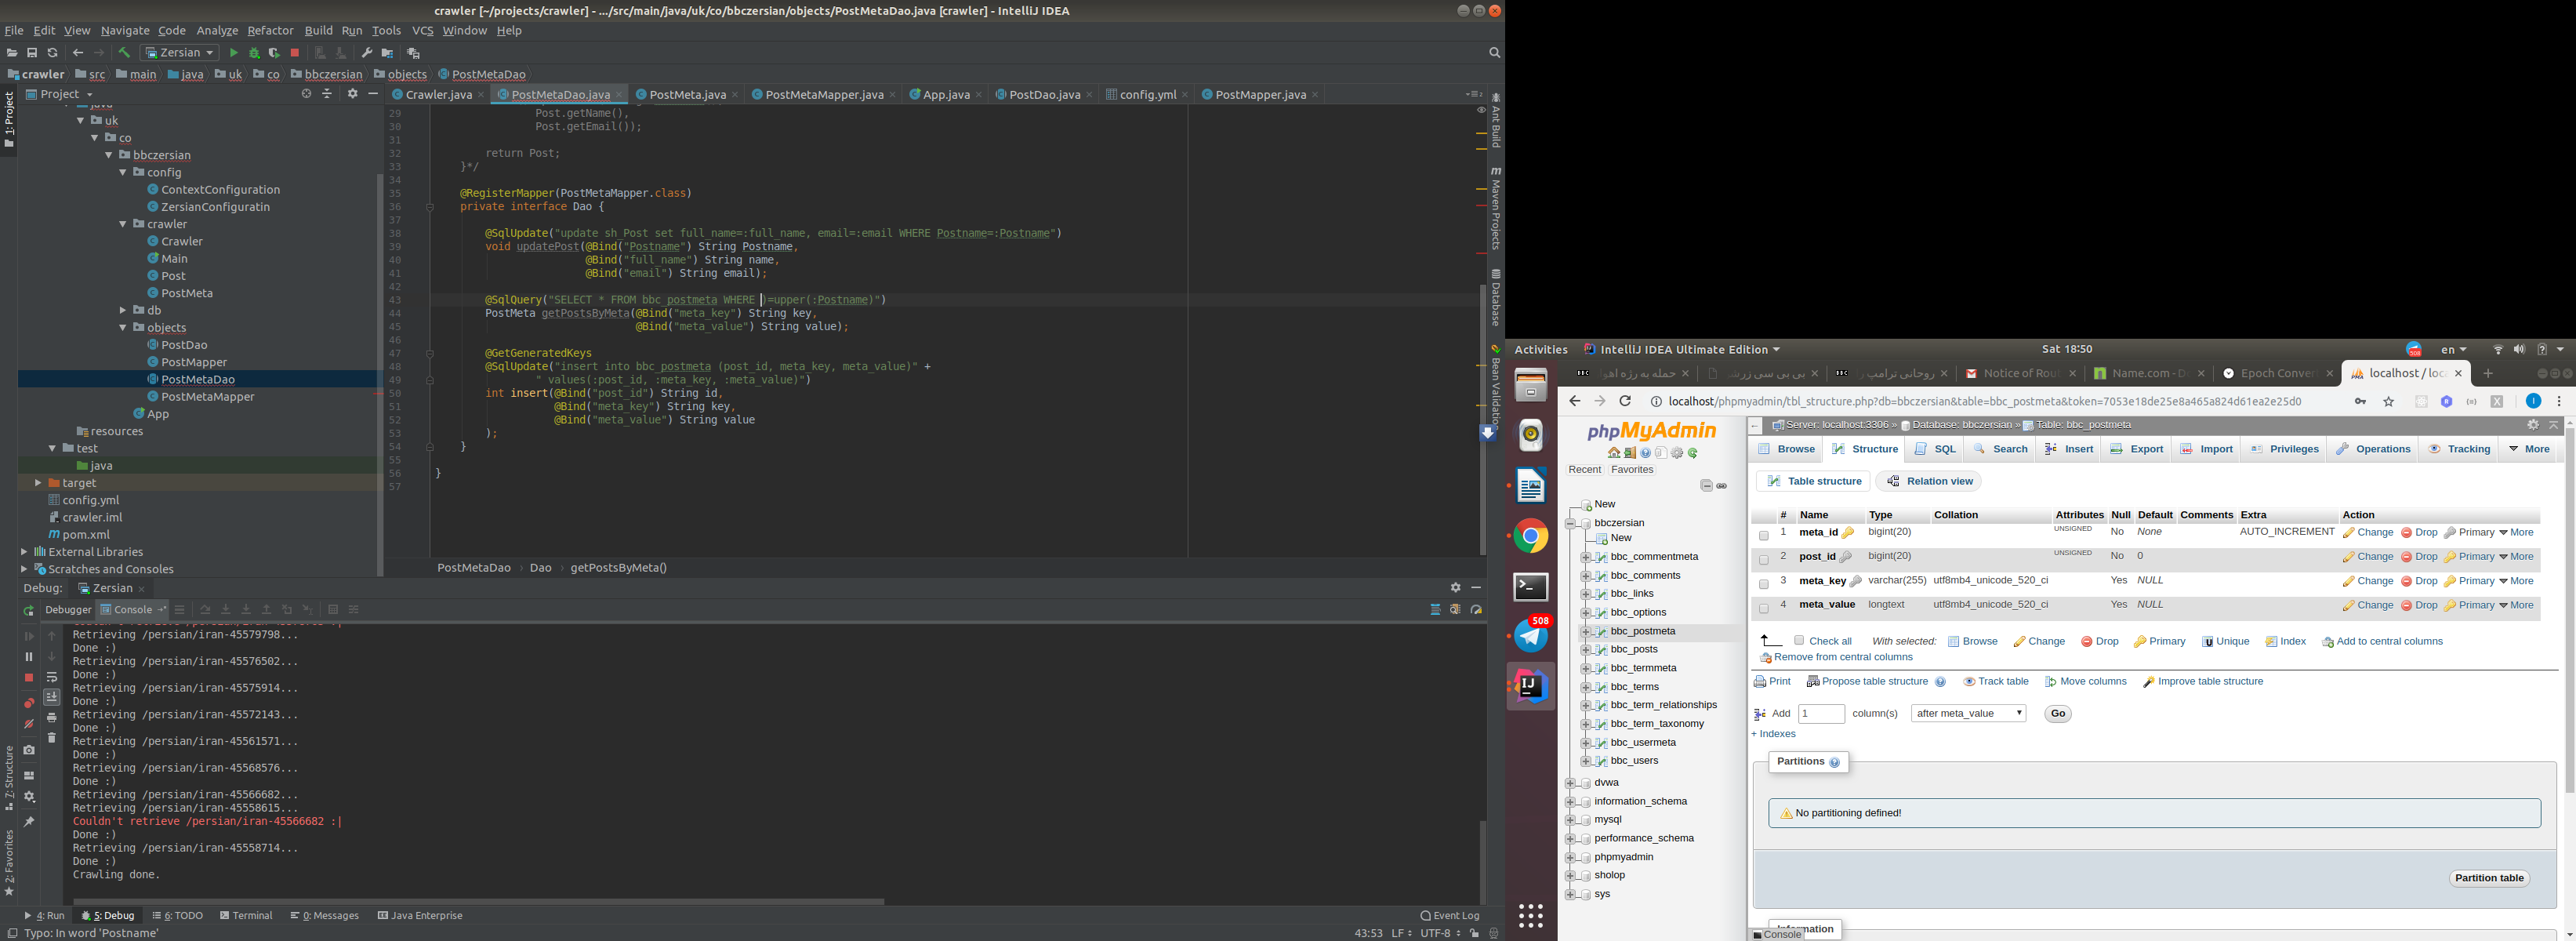 crawler [~/projects/crawler] - .../src/main/java/uk/co/bbczersian/objects/PostMetaDao.java [crawler] - IntelliJ IDEA
File Edit View Navigate Code Analyze Refactor Build Run Tools VCS Window Help
Zersian
crawler src main java uk co bbczersian objects PostMetaDao
1: Project
Project
java
uk
co
bbczersian
config
ContextConfiguration
ZersianConfiguratin
crawler
Crawler
Main
Post
PostMeta
db
objects
PostDao
PostMapper
PostMetaDao
PostMetaMapper
App
resources
test
java
target
config.yml
crawler.iml
pom.xml
External Libraries
Scratches and Consoles
Crawler.java PostMetaDao.java PostMeta.java PostMetaMapper.java App.java PostDao.java config.yml PostMapper.java
29 Post.getName(),
30 Post.getEmail());
31
32 return Post;
33 }*/
34
35 @RegisterMapper(PostMetaMapper.class)
36 private interface Dao {
37
38 @SqlUpdate("update sh_Post set full_name=:full_name, email=:email WHERE Postname=:Postname")
39 void updatePost(@Bind("Postname") String Postname,
40 @Bind("full_name") String name,
41 @Bind("email") String email);
42
43 @SqlQuery("SELECT * FROM bbc_postmeta WHERE )=upper(:Postname)")
44 PostMeta getPostsByMeta(@Bind("meta_key") String key,
45 @Bind("meta_value") String value);
46
47 @GetGeneratedKeys
48 @SqlUpdate("insert into bbc_postmeta (post_id, meta_key, meta_value)" +
49 " values(:post_id, :meta_key, :meta_value)")
50 int insert(@Bind("post_id") String id,
51 @Bind("meta_key") String key,
52 @Bind("meta_value") String value
53 );
54 }
55
56 }
57
PostMetaDao › Dao › getPostsByMeta()
Ant Build
Maven Projects
Database
Bean Validation
Debug: Zersian
Debugger Console
Retrieving /persian/iran-45579798...
Done :)
Retrieving /persian/iran-45576502...
Done :)
Retrieving /persian/iran-45575914...
Done :)
Retrieving /persian/iran-45572143...
Done :)
Retrieving /persian/iran-45561571...
Done :)
Retrieving /persian/iran-45568576...
Done :)
Retrieving /persian/iran-45566682...
Retrieving /persian/iran-45558615...
Couldn't retrieve /persian/iran-45566682 :|
Done :)
Retrieving /persian/iran-45558714...
Done :)
Crawling done.
7: Structure
2: Favorites
4: Run 5: Debug 6: TODO Terminal 0: Messages Java Enterprise Event Log
Typo: In word 'Postname' 43:53 LF UTF-8
Activities IntelliJ IDEA Ultimate Edition Sat 18:50 508 en
حمله به رژه اهوا بی بی سی زرش روحانی ترامپ را Notice of Rou Name.com - D Epoch Conver localhost / loc
localhost/phpmyadmin/tbl_structure.php?db=bbczersian&table=bbc_postmeta&token=7053e18de25e8a465a824d61ea2e25d0
508
phpMyAdmin
Recent Favorites
New
bbczersian
New
bbc_commentmeta
bbc_comments
bbc_links
bbc_options
bbc_postmeta
bbc_posts
bbc_termmeta
bbc_terms
bbc_term_relationships
bbc_term_taxonomy
bbc_usermeta
bbc_users
dvwa
information_schema
mysql
performance_schema
phpmyadmin
sholop
sys
Server: localhost:3306 » Database: bbczersian » Table: bbc_postmeta
Browse Structure SQL Search Insert Export Import Privileges Operations Tracking More
Table structure Relation view
# Name Type Collation Attributes Null Default Comments Extra Action
1 meta_id bigint(20) UNSIGNED No None AUTO_INCREMENT Change Drop Primary More
2 post_id bigint(20) UNSIGNED No 0 Change Drop Primary More
3 meta_key varchar(255) utf8mb4_unicode_520_ci Yes NULL Change Drop Primary More
4 meta_value longtext utf8mb4_unicode_520_ci Yes NULL Change Drop Primary More
Check all With selected: Browse Change Drop Primary Unique Index Add to central columns
Remove from central columns
Print Propose table structure Track table Move columns Improve table structure
Add 1 column(s) after meta_value Go
+ Indexes
Partitions
No partitioning defined!
Partition table
Information
Console